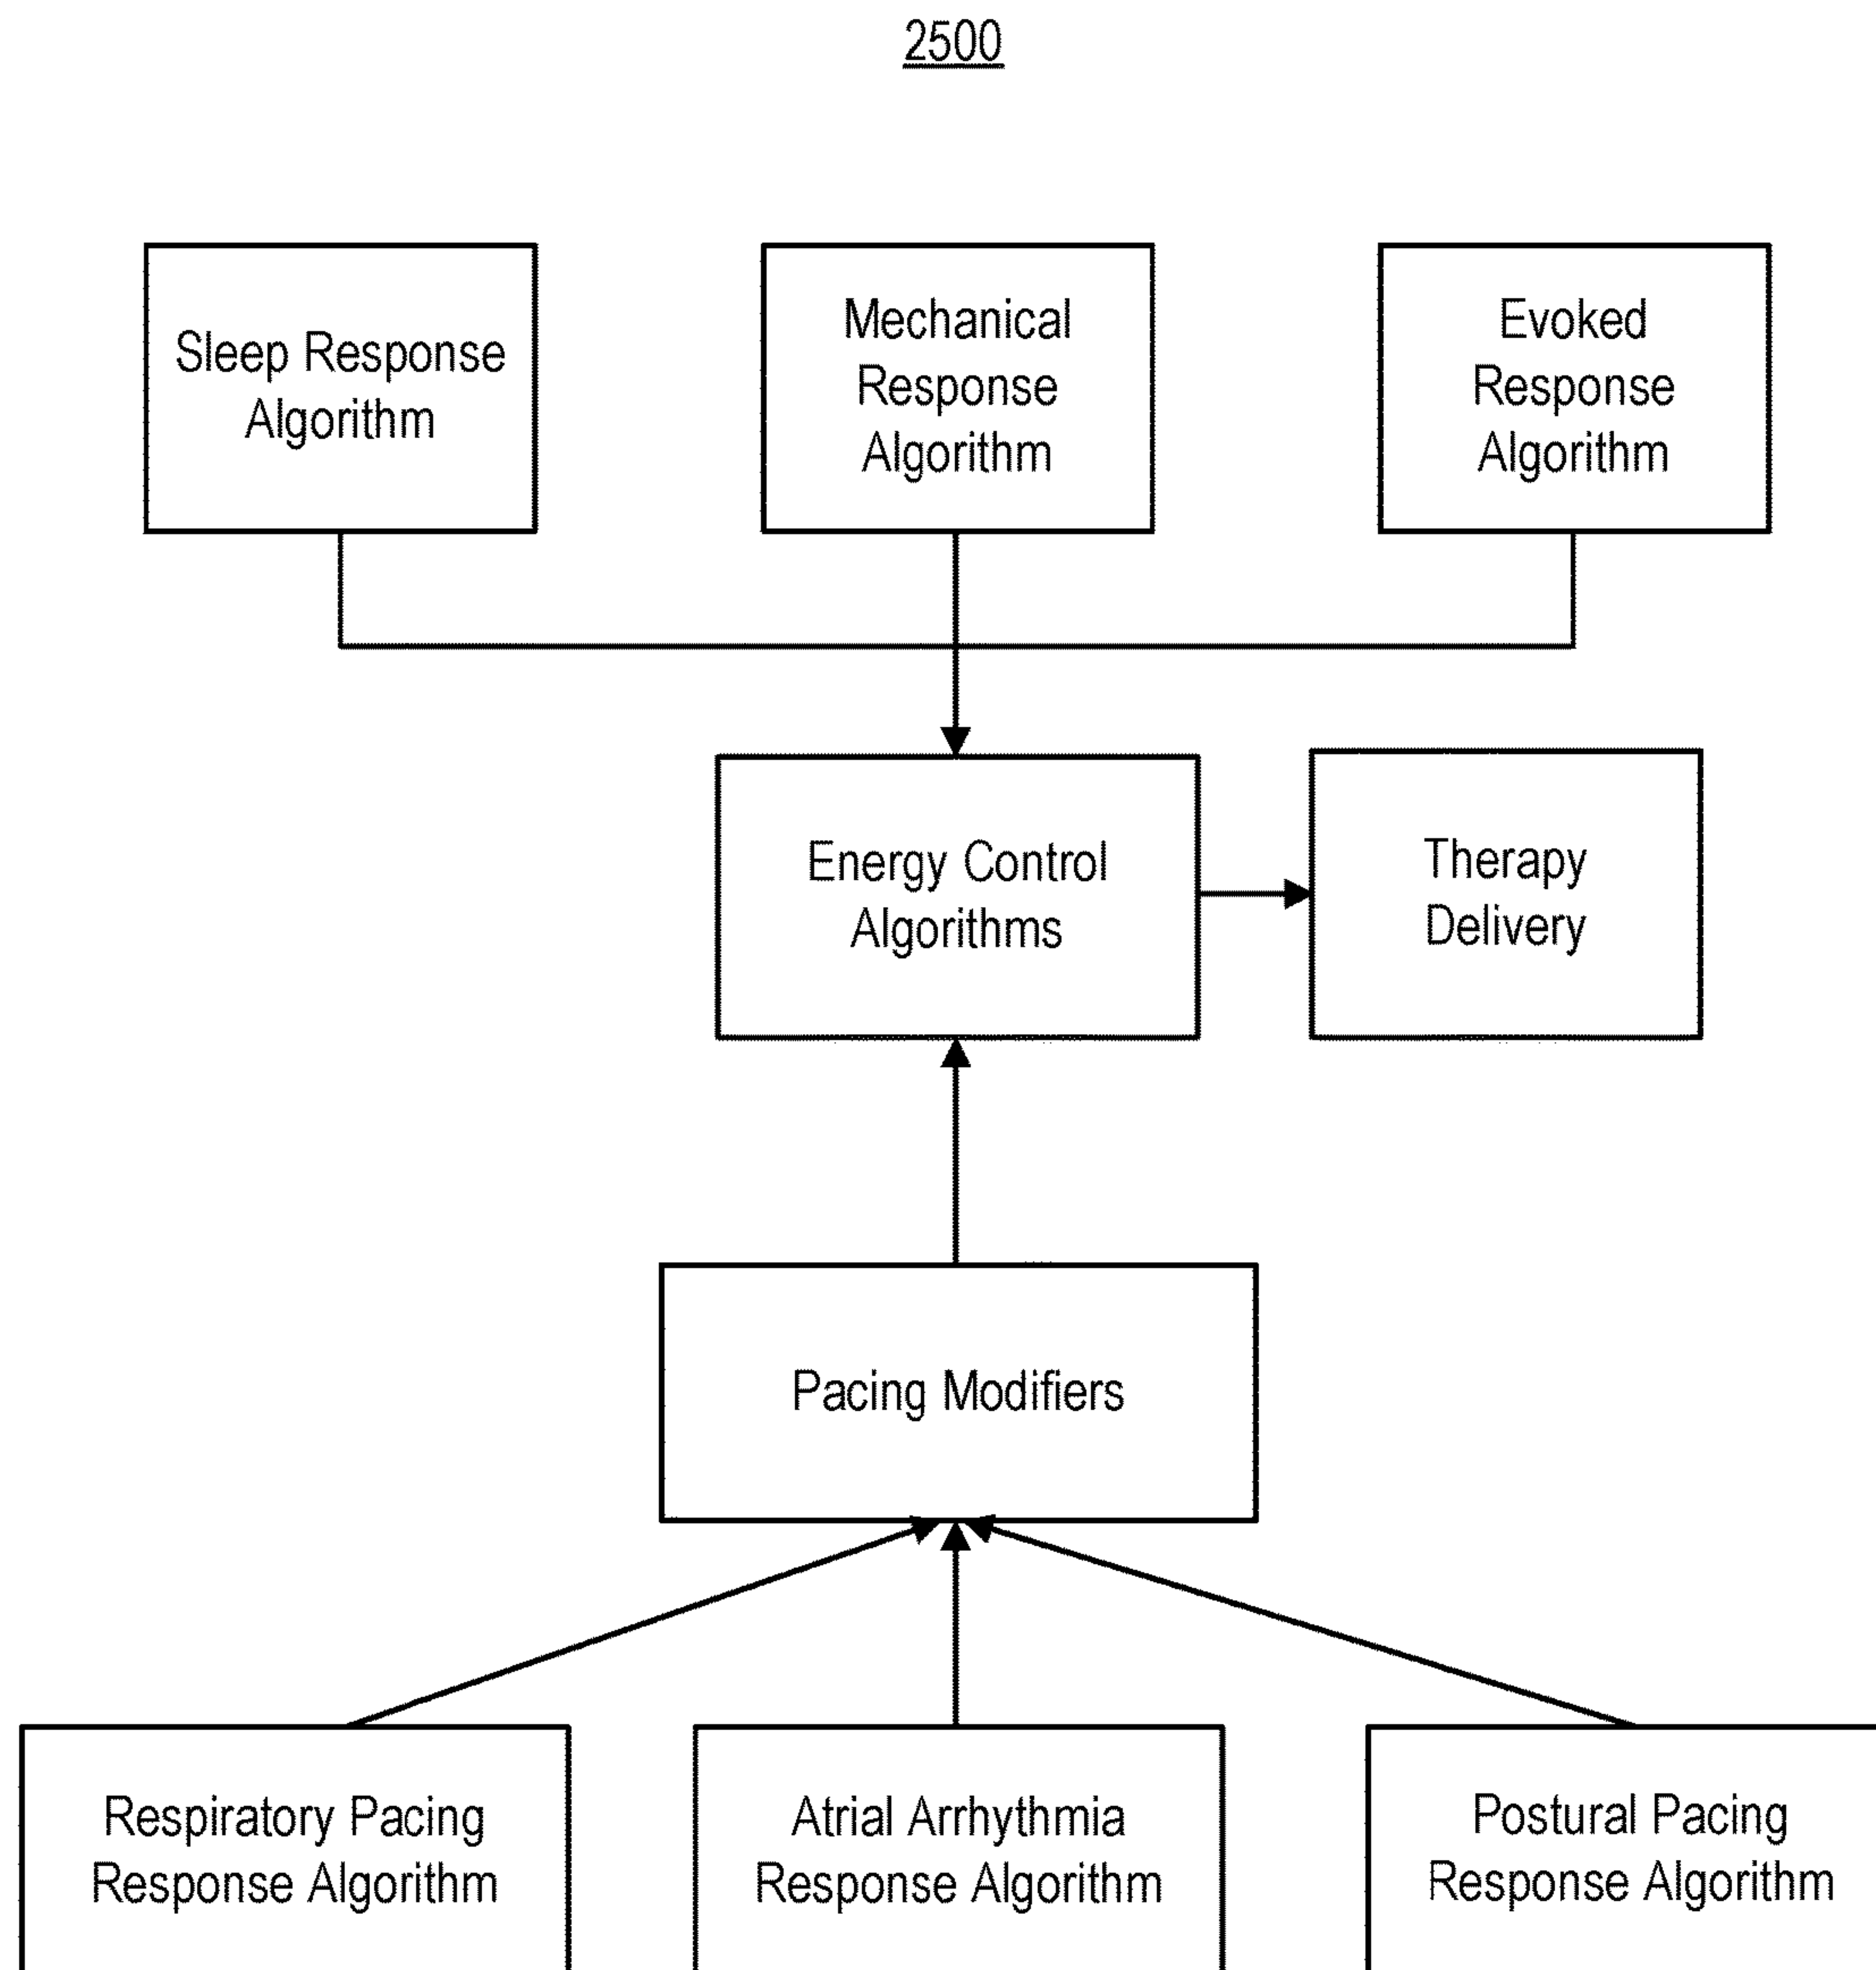 2500
Sleep Response
Algorithm
Mechanical
Response
Algorithm
Evoked
Response
Algorithm
Energy Control
Algorithms
Therapy
Delivery
Pacing Modifiers
Respiratory Pacing
Response Algorithm
Atrial Arrhythmia
Response Algorithm
Postural Pacing
Response Algorithm